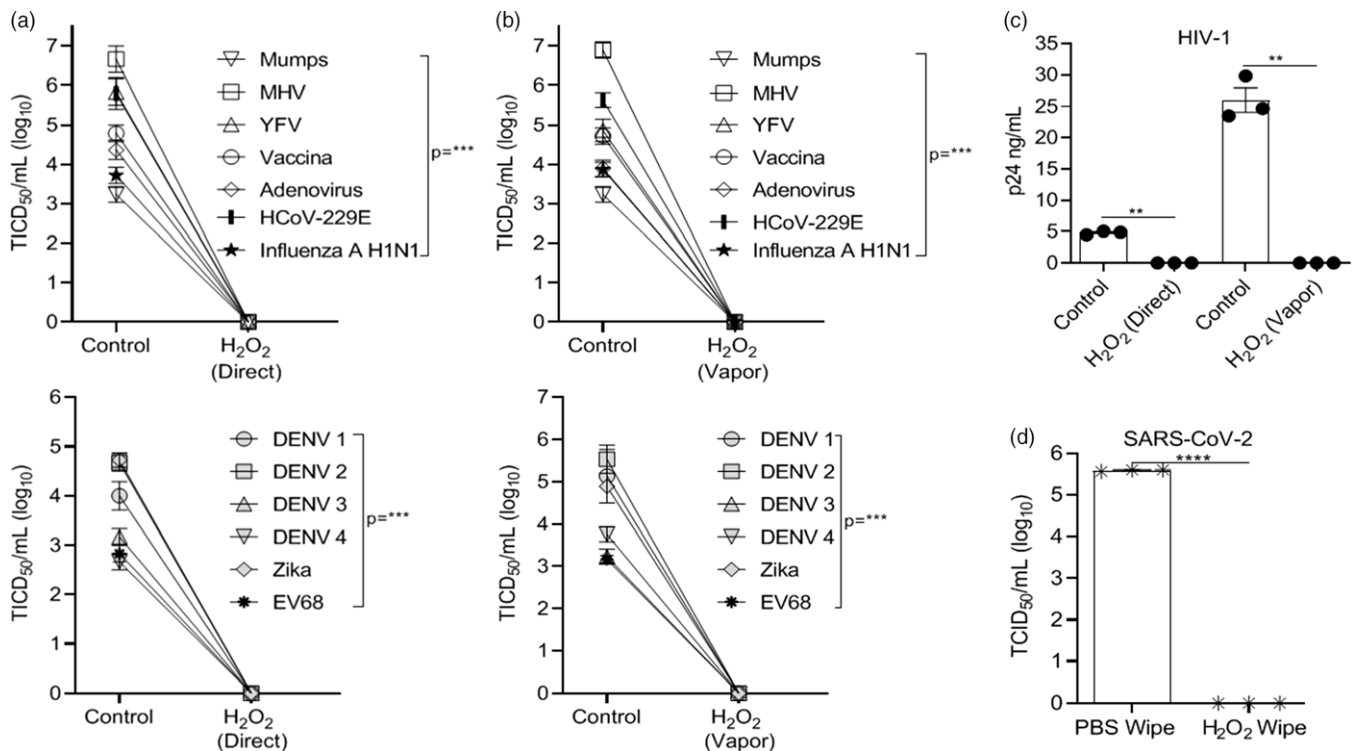 (a)
TICD50/mL (log10)
7
6
5
4
3
2
1
0
Mumps
MHV
YFV
Vaccina
Adenovirus
HCoV-229E
Influenza A H1N1
p=***
Control
H2O2
(Direct)
(b)
TICD50/mL (log10)
7
6
5
4
3
2
1
0
Mumps
MHV
YFV
Vaccina
Adenovirus
HCoV-229E
Influenza A H1N1
p=***
Control
H2O2
(Vapor)
(c)
HIV-1
p24 ng/mL
35
30
25
20
15
10
5
0
**
**
Control
H2O2 (Direct)
Control
H2O2 (Vapor)
TICD50/mL (log10)
6
5
4
3
2
1
0
DENV 1
DENV 2
DENV 3
DENV 4
Zika
EV68
p=***
Control
H2O2
(Direct)
TICD50/mL (log10)
7
6
5
4
3
2
1
0
DENV 1
DENV 2
DENV 3
DENV 4
Zika
EV68
p=***
Control
H2O2
(Vapor)
(d)
SARS-CoV-2
****
TCID50/mL (log10)
6
5
4
3
2
1
0
PBS Wipe
H2O2 Wipe